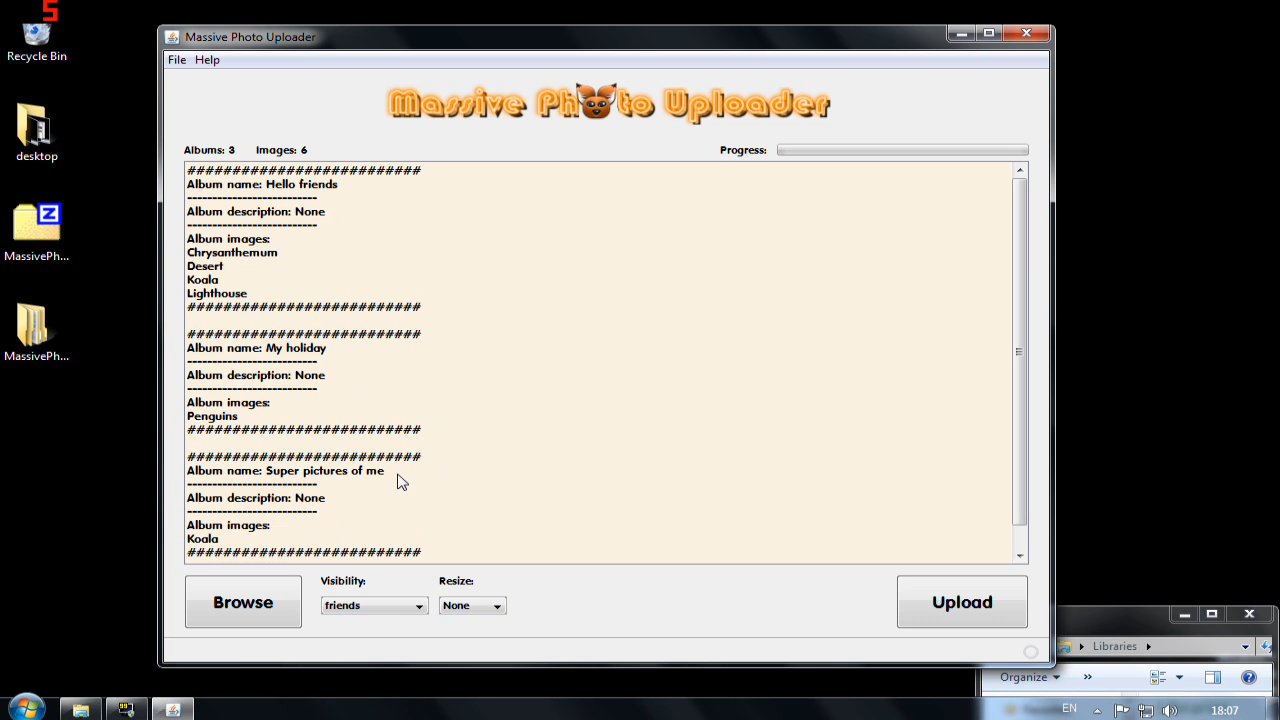 5
Massive Photo Uploader
Recycle Bin
File Help
Massive Photo Uploader
Albums: 3 Images: 6 Progress:
##########################
Album name: Hello friends
--------------------------
Album description: None
--------------------------
Album images:
Chrysanthemum
Desert
Koala
Lighthouse
##########################
##########################
Album name: My holiday
--------------------------
Album description: None
--------------------------
Album images:
Penguins
##########################
##########################
Album name: Super pictures of me
--------------------------
Album description: None
--------------------------
Album images:
Koala
##########################
desktop
Z
MassivePh...
MassivePh...
Visibility: Resize:
Browse friends None Upload
Libraries
Organize »
EN 18:07